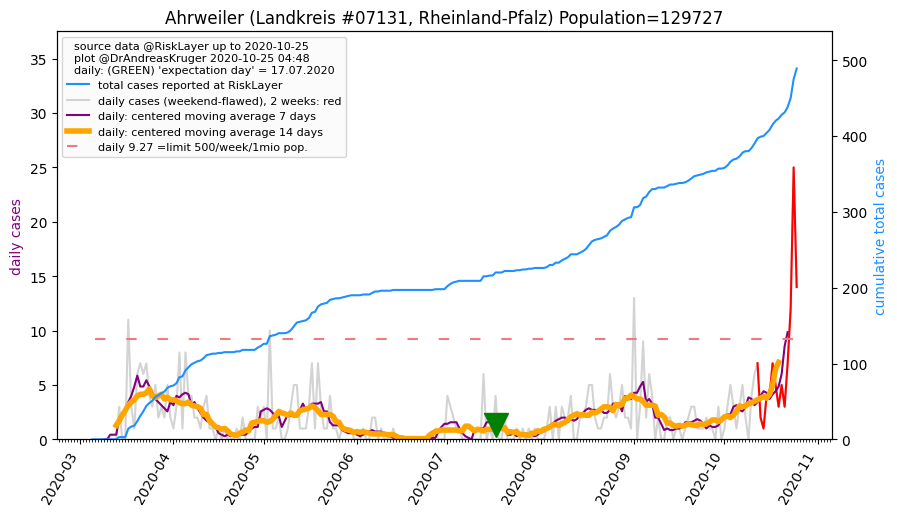 Ahrweiler (Landkreis #07131, Rheinland-Pfalz) Population=129727
source data @RiskLayer up to 2020-10-25
plot @DrAndreasKruger 2020-10-25 04:48
daily: (GREEN) 'expectation day' = 17.07.2020
total cases reported at RiskLayer
daily cases (weekend-flawed), 2 weeks: red
daily: centered moving average 7 days
daily: centered moving average 14 days
daily 9.27 =limit 500/week/1mio pop.
daily cases
35
30
25
20
15
10
5
0
500
400
300
200
100
0
cumulative total cases
2020-03
2020-04
2020-05
2020-06
2020-07
2020-08
2020-09
2020-10
2020-11